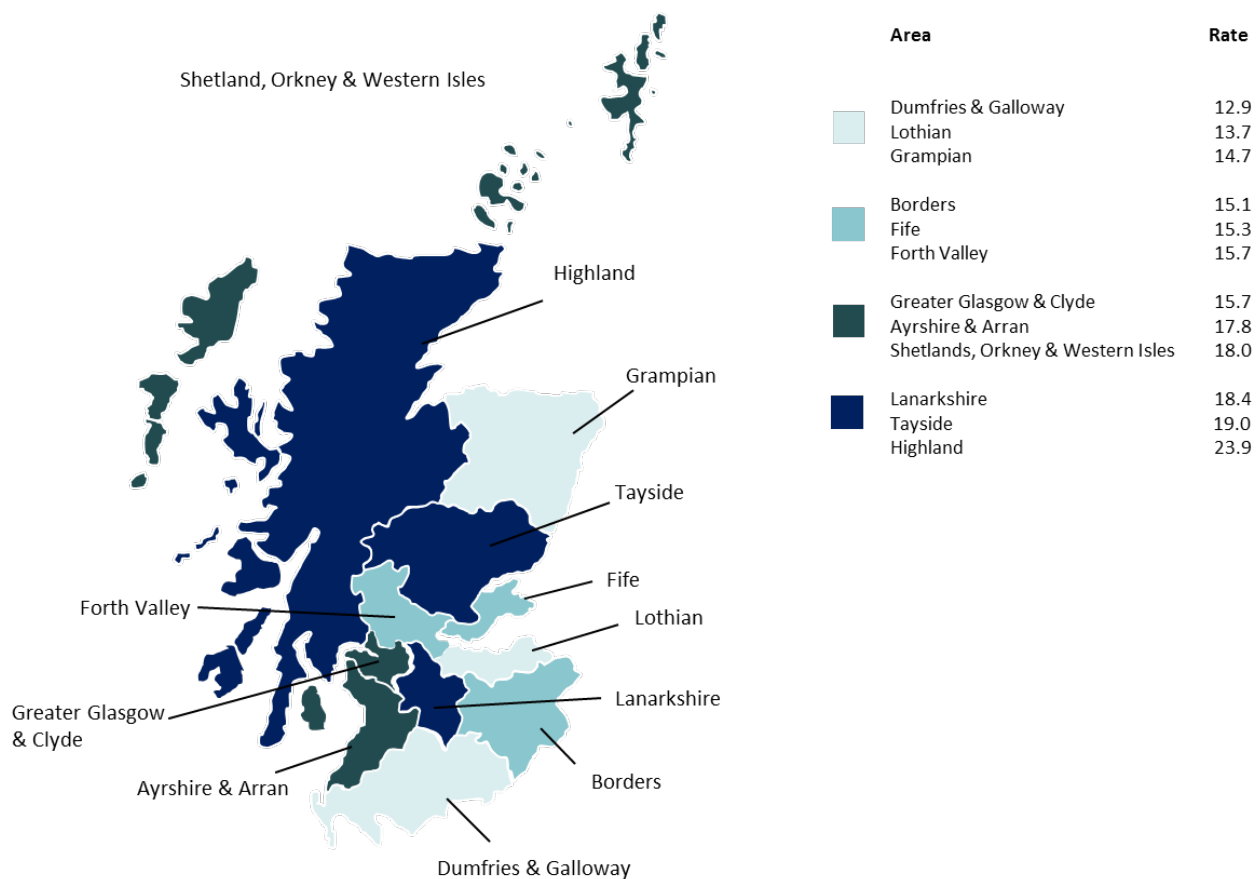 Area Rate
Shetland, Orkney & Western Isles
Dumfries & Galloway 12.9
Lothian 13.7
Grampian 14.7
Borders 15.1
Fife 15.3
Forth Valley 15.7
Greater Glasgow & Clyde 15.7
Ayrshire & Arran 17.8
Shetlands, Orkney & Western Isles 18.0
Lanarkshire 18.4
Tayside 19.0
Highland 23.9
Highland
Grampian
Tayside
Fife
Forth Valley
Lothian
Lanarkshire
Greater Glasgow
& Clyde
Borders
Ayrshire & Arran
Dumfries & Galloway